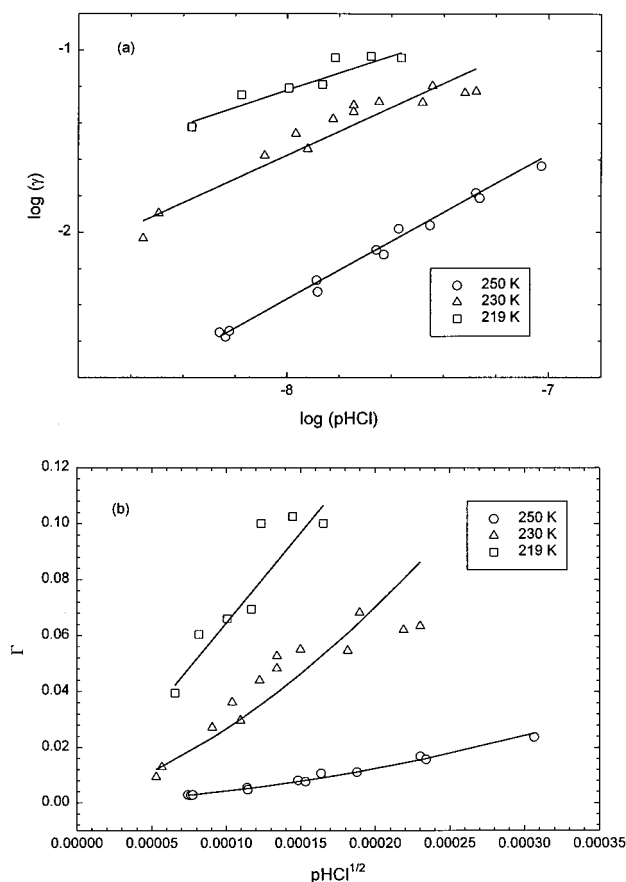 -1
(a)
log (γ)
-2
250 K
230 K
219 K
-8
-7
log (pHCl)
0.12
(b)
250 K
230 K
219 K
0.10
0.08
Γ
0.06
0.04
0.02
0.00
0.00000 0.00005 0.00010 0.00015 0.00020 0.00025 0.00030 0.00035
pHCl1/2